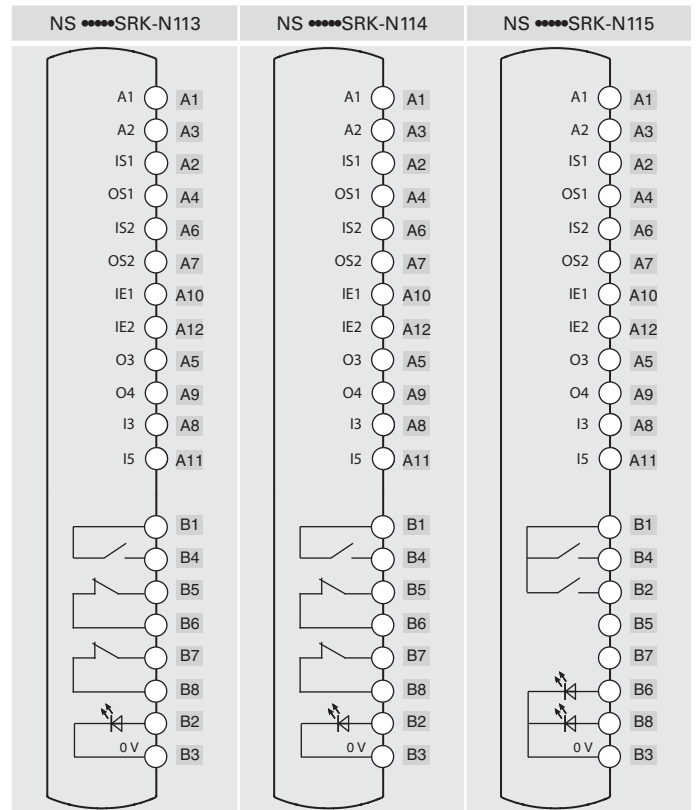 NS •••••SRK-N113 NS •••••SRK-N114 NS •••••SRK-N115
A1 A1 A1 A1 A1 A1
A2 A3 A2 A3 A2 A3
IS1 A2 IS1 A2 IS1 A2
OS1 A4 OS1 A4 OS1 A4
IS2 A6 IS2 A6 IS2 A6
OS2 A7 OS2 A7 OS2 A7
IE1 A10 IE1 A10 IE1 A10
IE2 A12 IE2 A12 IE2 A12
O3 A5 O3 A5 O3 A5
O4 A9 O4 A9 O4 A9
I3 A8 I3 A8 I3 A8
I5 A11 I5 A11 I5 A11
B1 B1 B1
B4 B4 B4
B5 B5 B2
B6 B6 B5
B7 B7 B7
B8 B8 B6
B2 B2 B8
0 V B3 0 V B3 0 V B3